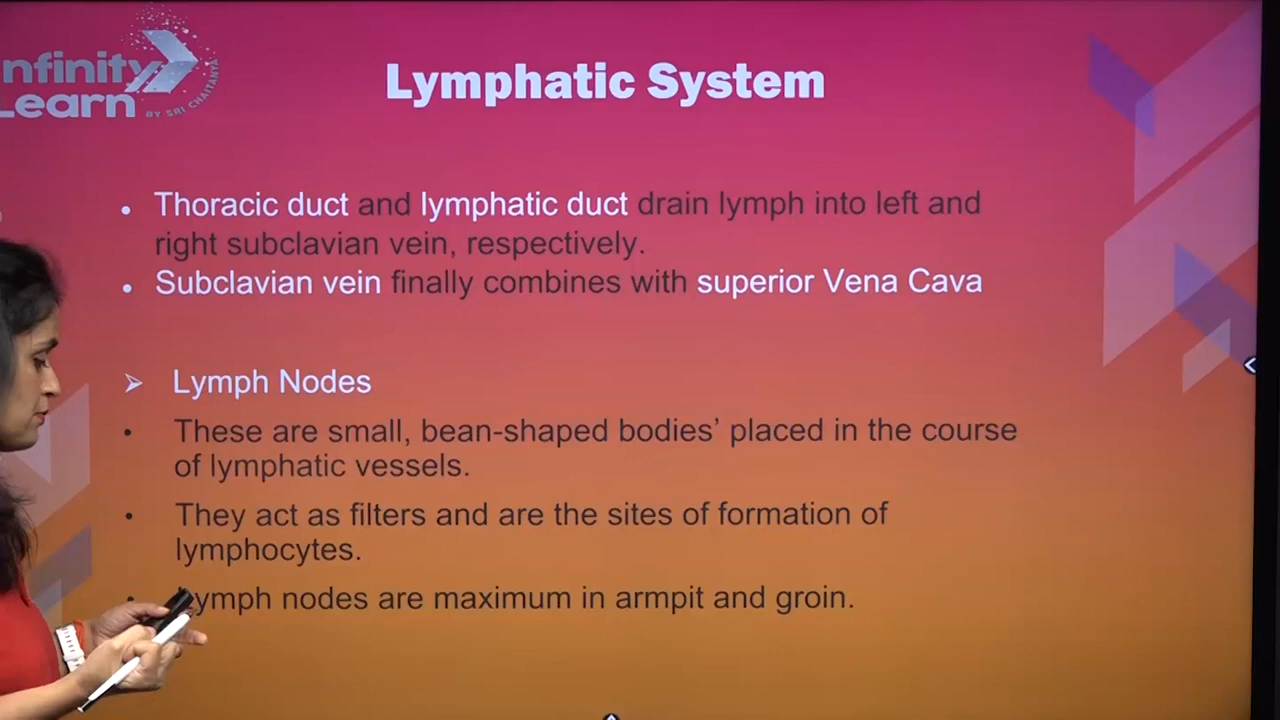 nfinity
Learn
BY SRI CHAITANYA
Lymphatic System
• Thoracic duct and lymphatic duct drain lymph into left and
right subclavian vein, respectively.
• Subclavian vein finally combines with superior Vena Cava
➢ Lymph Nodes
• These are small, bean-shaped bodies’ placed in the course
of lymphatic vessels.
• They act as filters and are the sites of formation of
lymphocytes.
• Lymph nodes are maximum in armpit and groin.